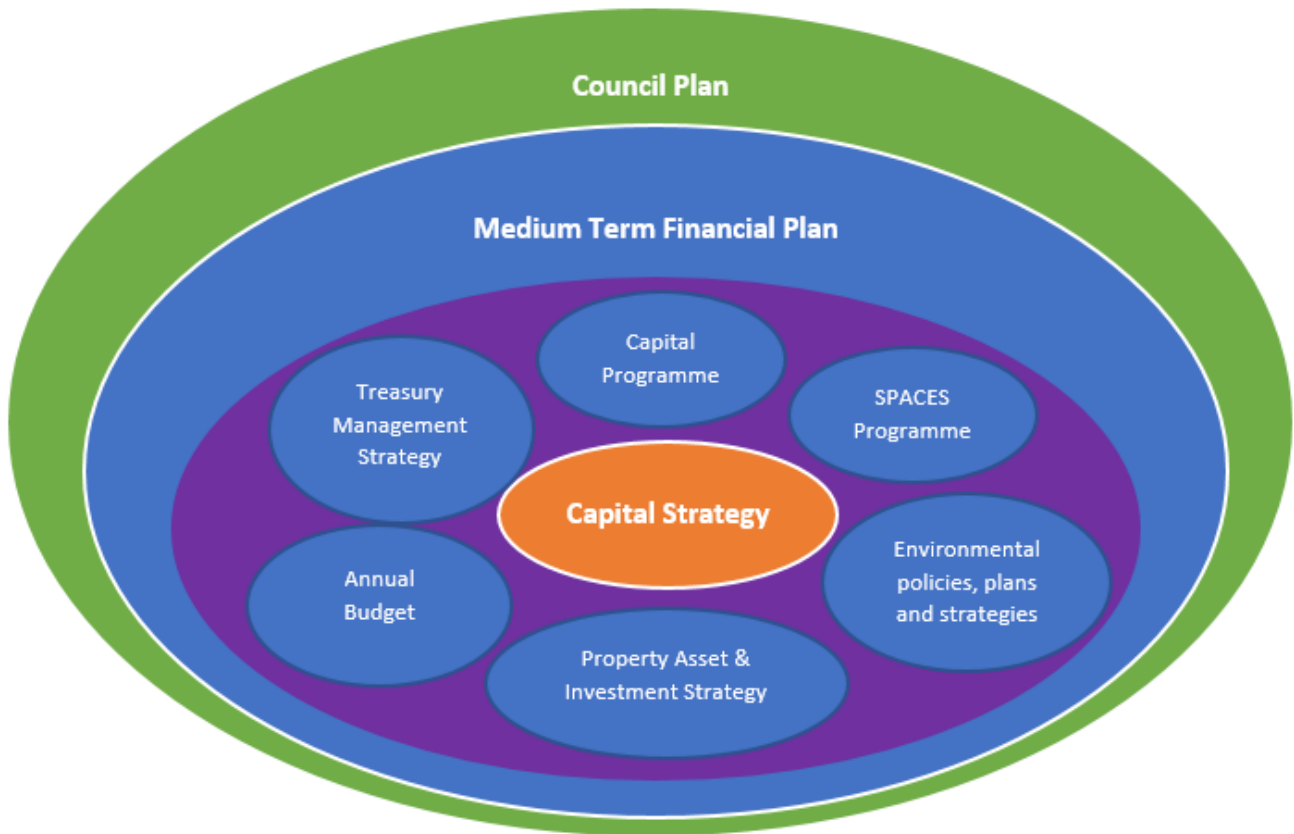 Council Plan
Medium Term Financial Plan
Capital
Programme
Treasury
Management
Strategy
SPACES
Programme
Capital Strategy
Environmental
policies, plans
and strategies
Annual
Budget
Property Asset &
Investment Strategy